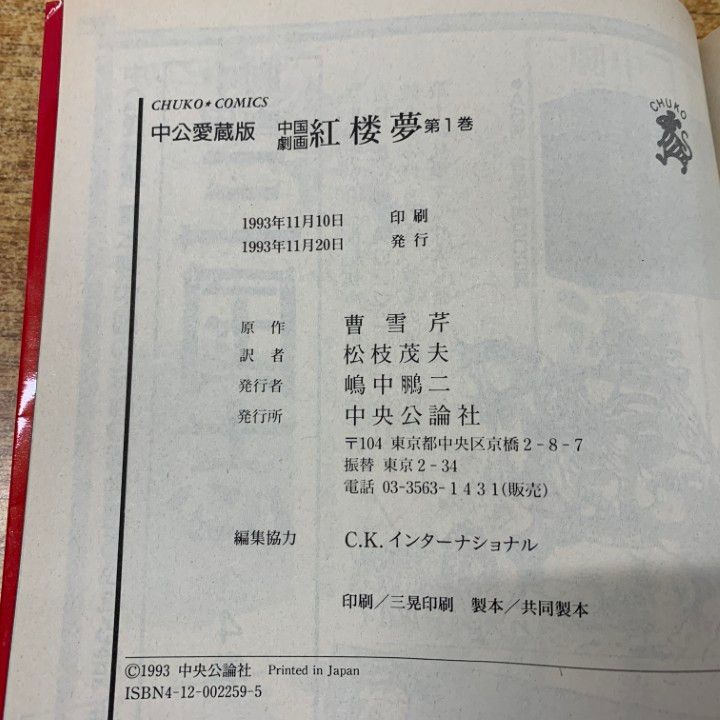 CHUKO★COMICS
中公愛蔵版 中国劇画 紅楼夢 第1巻
CHUKO
1993年11月10日 印刷
1993年11月20日 発行
原作 曹雪芹
訳者 松枝茂夫
発行者 嶋中鵬二
発行所 中央公論社
〒104 東京都中央区京橋2-8-7
振替 東京2-34
電話 03-3563-1431(販売)
編集協力 C.K.インターナショナル
印刷/三晃印刷 製本/共同製本
©1993 中央公論社 Printed in Japan
ISBN4-12-002259-5